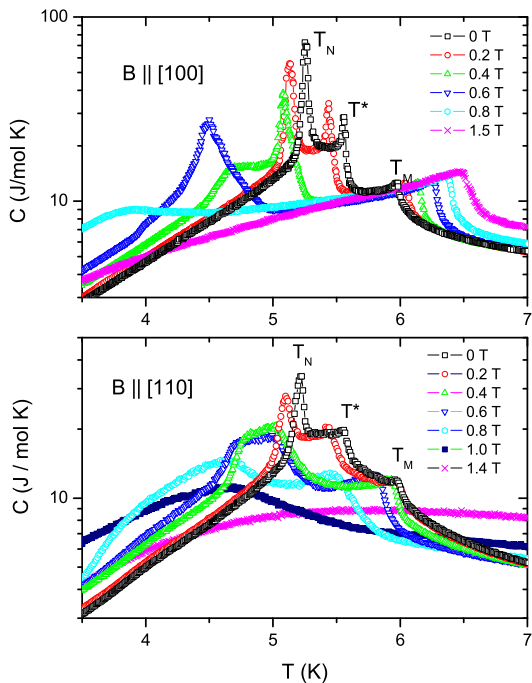 100
10
C (J/mol K)
B || [100]
T_N
T*
T_M
0 T
0.2 T
0.4 T
0.6 T
0.8 T
1.5 T
4 5 6 7
10
C (J / mol K)
B || [110]
T_N
T*
T_M
0 T
0.2 T
0.4 T
0.6 T
0.8 T
1.0 T
1.4 T
4 5 6 7
T (K)